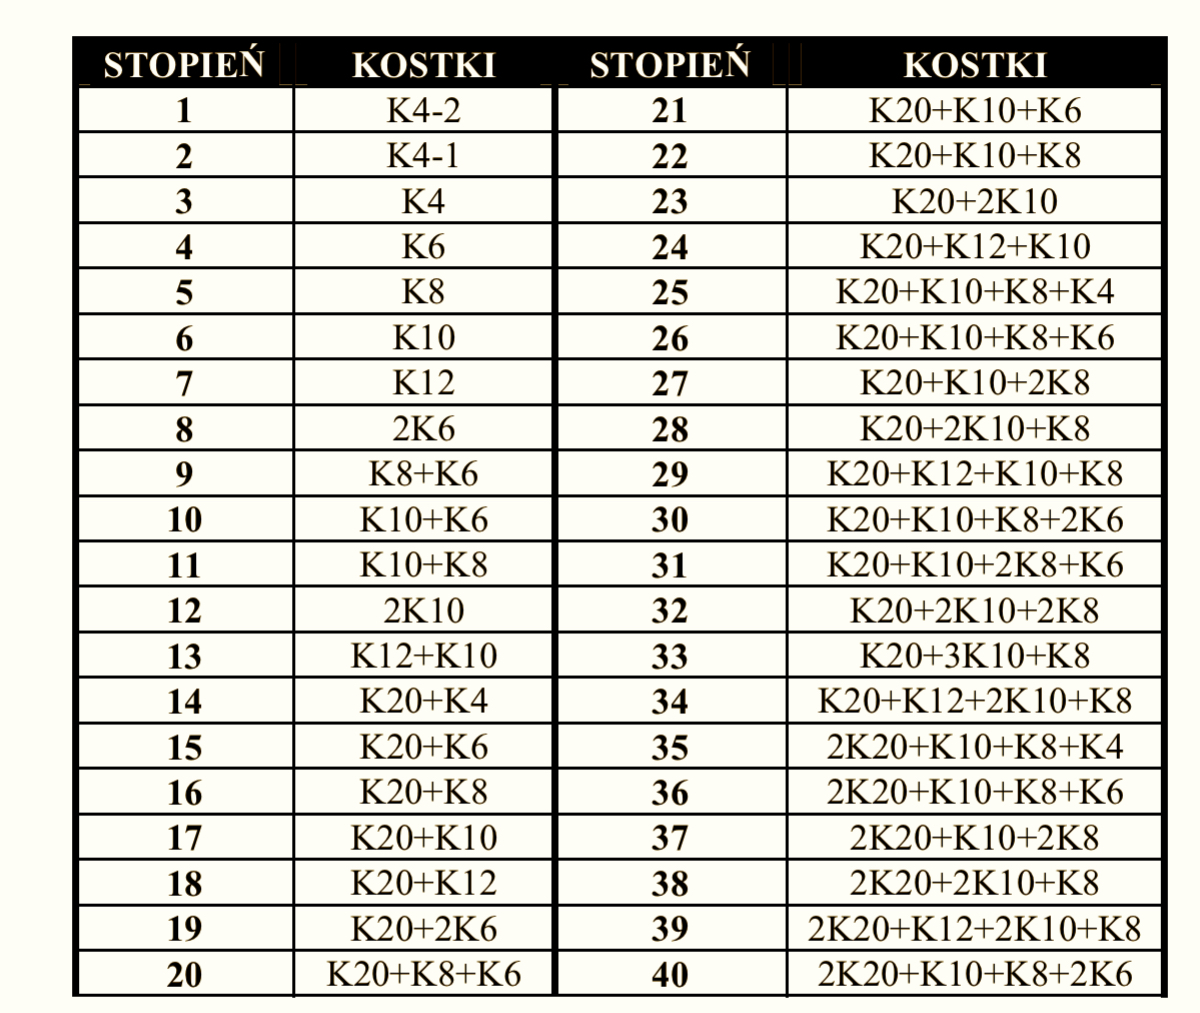 STOPIEŃ KOSTKI STOPIEŃ KOSTKI
1 K4-2 21 K20+K10+K6
2 K4-1 22 K20+K10+K8
3 K4 23 K20+2K10
4 K6 24 K20+K12+K10
5 K8 25 K20+K10+K8+K4
6 K10 26 K20+K10+K8+K6
7 K12 27 K20+K10+2K8
8 2K6 28 K20+2K10+K8
9 K8+K6 29 K20+K12+K10+K8
10 K10+K6 30 K20+K10+K8+2K6
11 K10+K8 31 K20+K10+2K8+K6
12 2K10 32 K20+2K10+2K8
13 K12+K10 33 K20+3K10+K8
14 K20+K4 34 K20+K12+2K10+K8
15 K20+K6 35 2K20+K10+K8+K4
16 K20+K8 36 2K20+K10+K8+K6
17 K20+K10 37 2K20+K10+2K8
18 K20+K12 38 2K20+2K10+K8
19 K20+2K6 39 2K20+K12+2K10+K8
20 K20+K8+K6 40 2K20+K10+K8+2K6